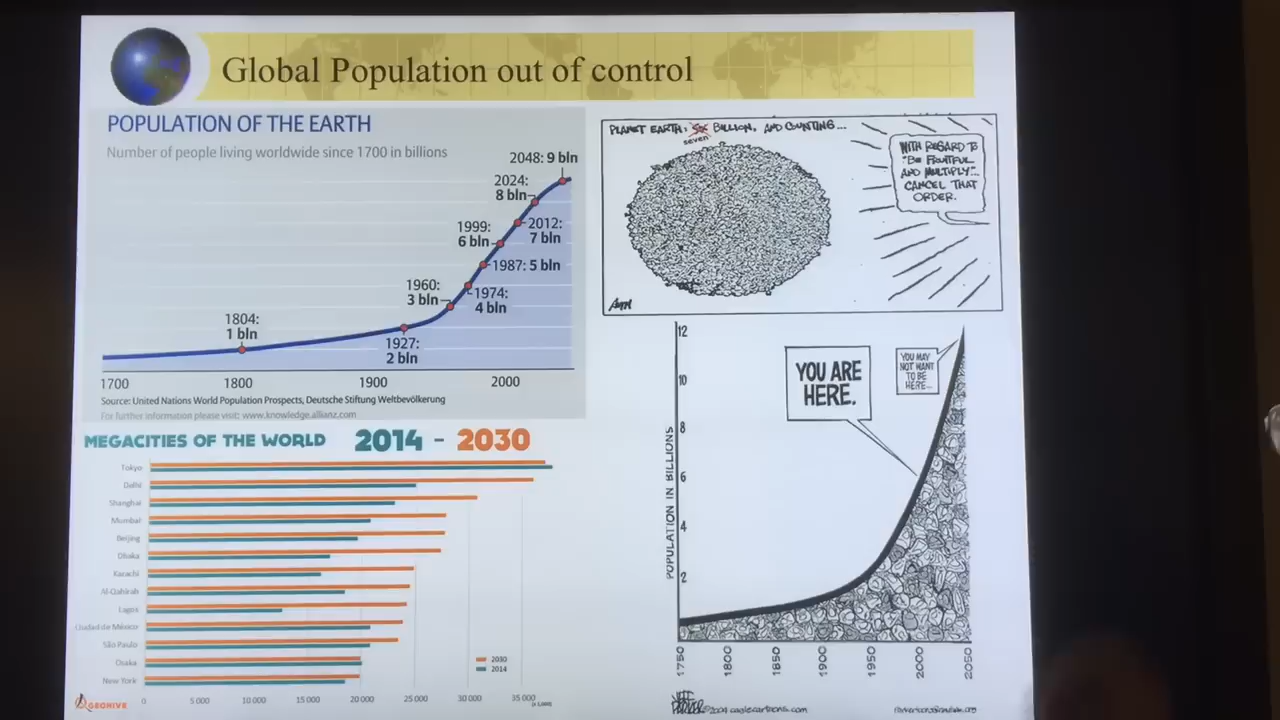 Global Population out of control
POPULATION OF THE EARTH
Number of people living worldwide since 1700 in billions
2048: 9 bln
2024:
8 bln
2012:
7 bln
1999:
6 bln
1987: 5 bln
1960:
3 bln
1974:
4 bln
1804:
1 bln
1927:
2 bln
1700 1800 1900 2000
Source: United Nations World Population Prospects, Deutsche Stiftung Weltbevölkerung
For further information please visit: www.knowledge.allianz.com
PLANET EARTH: SIX BILLION, AND COUNTING...
seven
WITH REGARD TO
"BE FRUITFUL
AND MULTIPLY"...
CANCEL THAT
ORDER.
MEGACITIES OF THE WORLD 2014 - 2030
Tokyo
Delhi
Shanghai
Mumbai
Beijing
Dhaka
Karachi
Al-Qahirah
Lagos
Ciudad de México
São Paulo
Osaka
New York
2030
2014
0 5 000 10 000 15 000 20 000 25 000 30 000 35 000
(x 1,000)
GEOHIVE
12
10
8
6
4
2
POPULATION IN BILLIONS
YOU ARE
HERE.
YOU MAY
NOT WANT
TO BE
HERE...
1750 1800 1850 1900 1950 2000 2050
JEFF
PARKER ©2004 caglecartoons.com